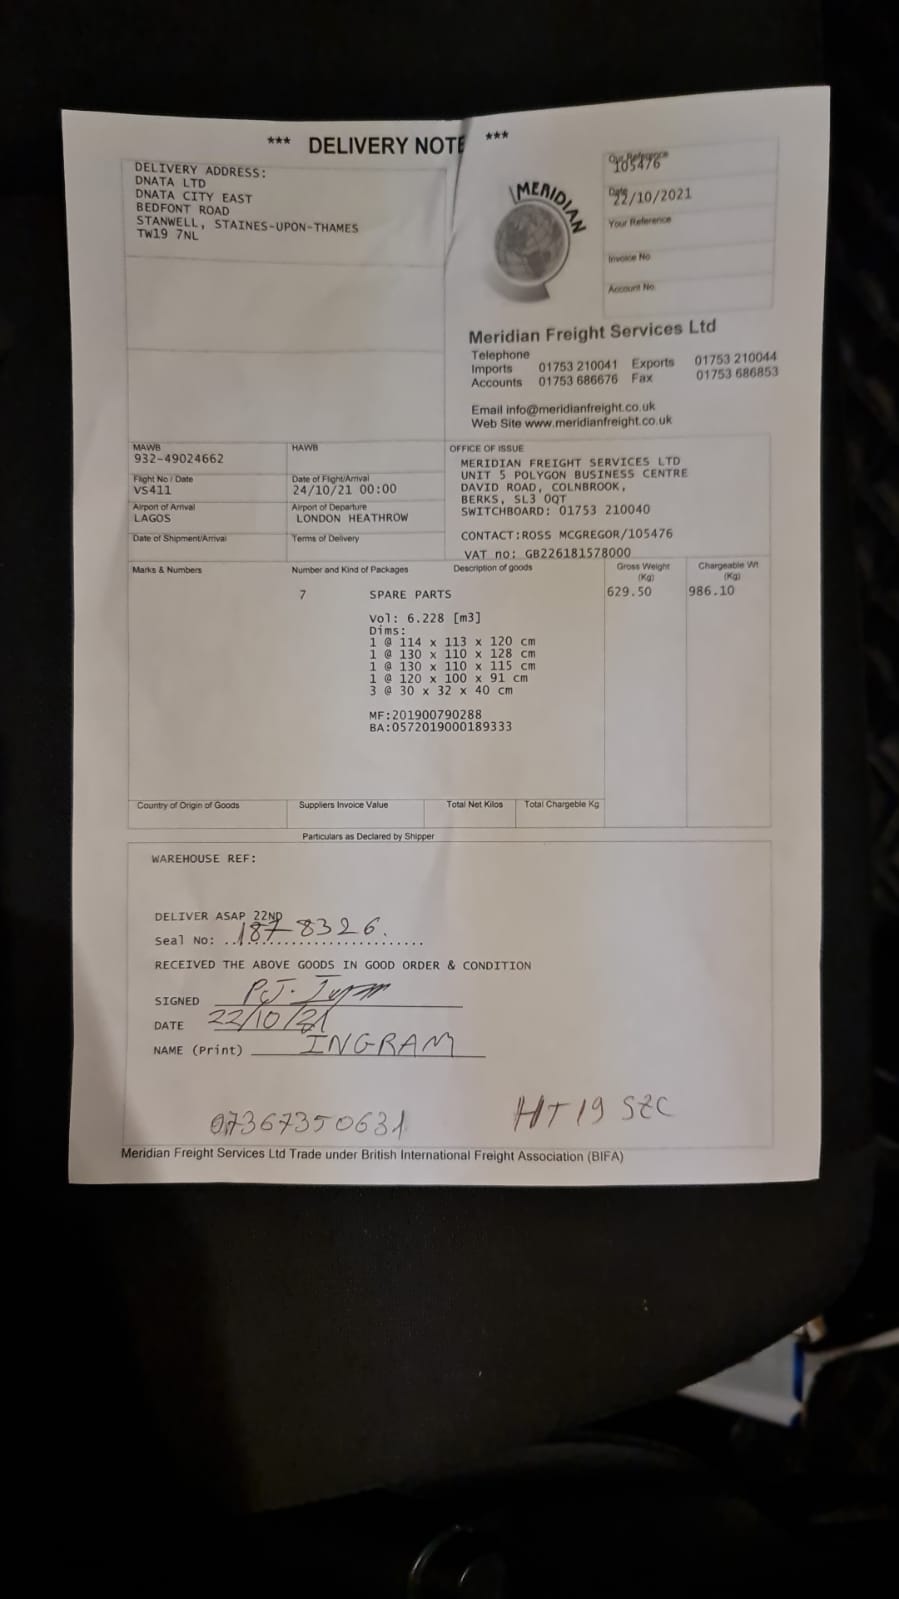 *** DELIVERY NOTE ***
DELIVERY ADDRESS:
DNATA LTD
DNATA CITY EAST
BEDFONT ROAD
STANWELL, STAINES-UPON-THAMES
TW19 7NL
MERIDIAN
Our Reference
105476
Date
22/10/2021
Your Reference
Invoice No
Account No.
Meridian Freight Services Ltd
Telephone
Imports 01753 210041 Exports 01753 210044
Accounts 01753 686676 Fax 01753 686853
Email info@meridianfreight.co.uk
Web Site www.meridianfreight.co.uk
MAWB HAWB
932-49024662
Flight No / Date Date of Flight/Arrival
VS411 24/10/21 00:00
Airport of Arrival Airport of Departure
LAGOS LONDON HEATHROW
Date of Shipment/Arrival Terms of Delivery
OFFICE OF ISSUE
MERIDIAN FREIGHT SERVICES LTD
UNIT 5 POLYGON BUSINESS CENTRE
DAVID ROAD, COLNBROOK,
BERKS, SL3 0QT
SWITCHBOARD: 01753 210040
CONTACT:ROSS MCGREGOR/105476
VAT no: GB226181578000
Marks & Numbers Number and Kind of Packages Description of goods Gross Weight (Kg) Chargeable Wt (Kg)
7 SPARE PARTS 629.50 986.10
Vol: 6.228 [m3]
Dims:
1 @ 114 x 113 x 120 cm
1 @ 130 x 110 x 128 cm
1 @ 130 x 110 x 115 cm
1 @ 120 x 100 x 91 cm
3 @ 30 x 32 x 40 cm
MF:201900790288
BA:0572019000189333
Country of Origin of Goods Suppliers Invoice Value Total Net Kilos Total Chargeble Kg
Particulars as Declared by Shipper
WAREHOUSE REF:
DELIVER ASAP 22ND
Seal No: 1878326.
RECEIVED THE ABOVE GOODS IN GOOD ORDER & CONDITION
SIGNED
DATE 22/10/21
NAME (Print) INGRAM
07367350631 HT19 SZC
Meridian Freight Services Ltd Trade under British International Freight Association (BIFA)